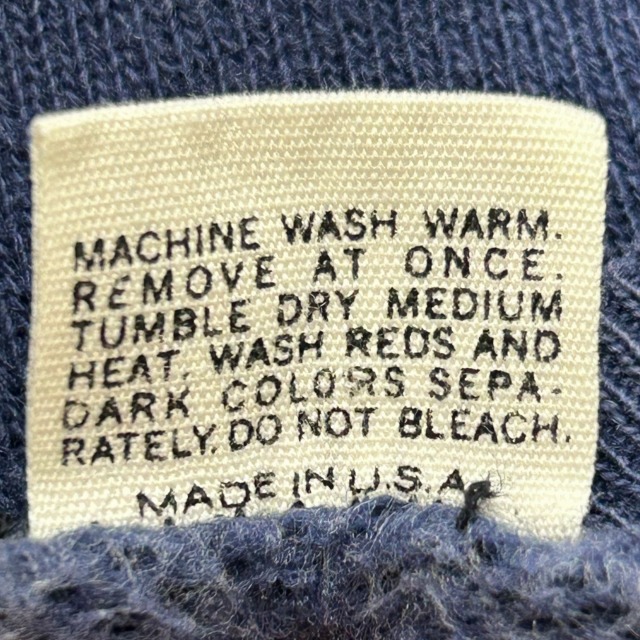 MACHINE WASH WARM.
REMOVE AT ONCE.
TUMBLE DRY MEDIUM
HEAT. WASH REDS AND
DARK COLORS SEPA-
RATELY. DO NOT BLEACH.
MADE IN U.S.A.